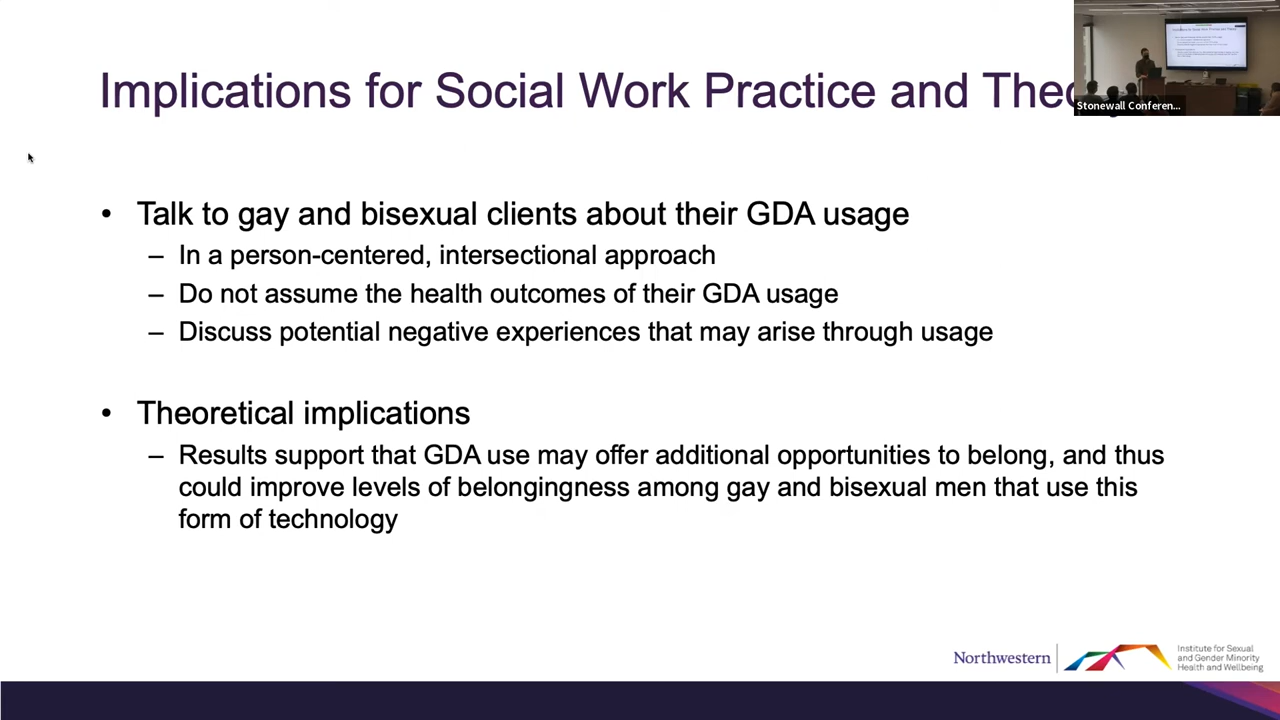 Implications for Social Work Practice and Theo
Stonewall Conferen...
• Talk to gay and bisexual clients about their GDA usage
– In a person-centered, intersectional approach
– Do not assume the health outcomes of their GDA usage
– Discuss potential negative experiences that may arise through usage
• Theoretical implications
– Results support that GDA use may offer additional opportunities to belong, and thus
could improve levels of belongingness among gay and bisexual men that use this
form of technology
Northwestern
Institute for Sexual
and Gender Minority
Health and Wellbeing